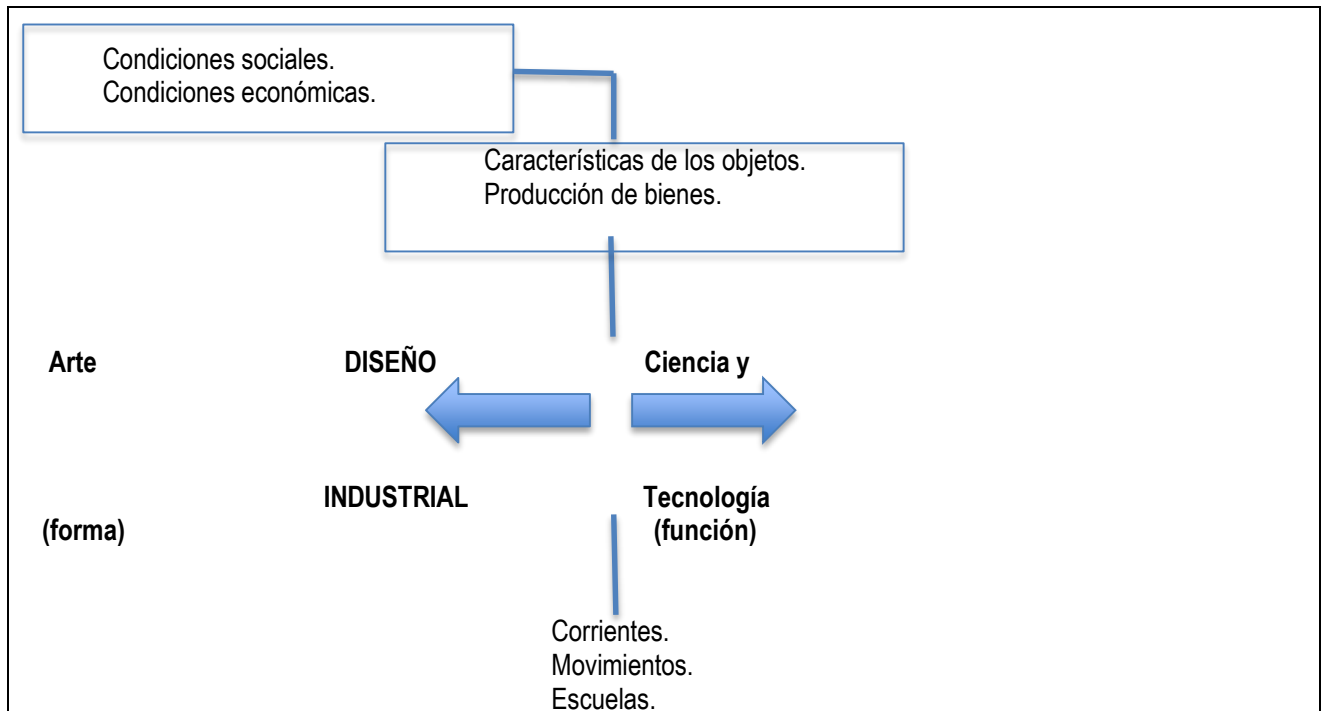 Condiciones sociales.
Condiciones económicas.
Características de los objetos.
Producción de bienes.
Arte DISEÑO Ciencia y
INDUSTRIAL Tecnología
(forma) (función)
Corrientes.
Movimientos.
Escuelas.